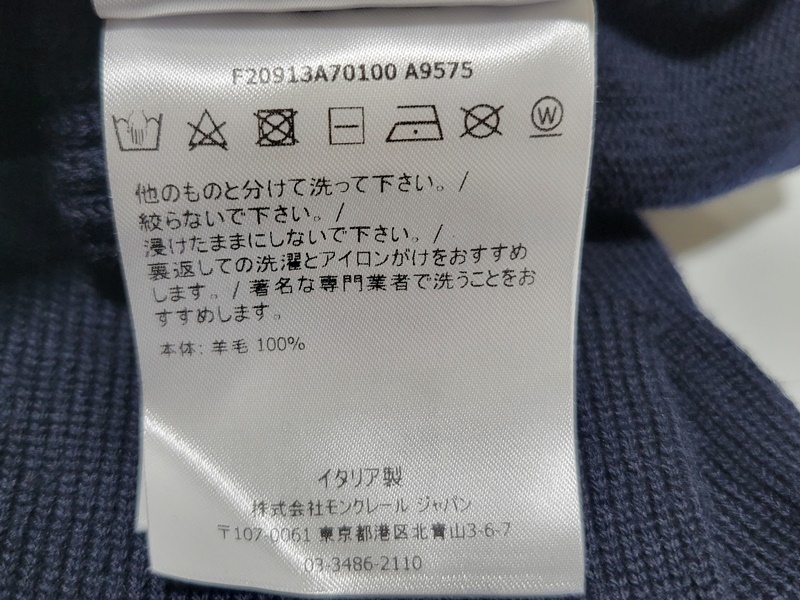 F20913A70100 A9575
W
他のものと分けて洗って下さい。/
絞らないで下さい。/
浸けたままにしないで下さい。/
裏返しての洗濯とアイロンがけをおすすめ
します。/ 著名な専門業者で洗うことをお
すすめします。
本体: 羊毛 100%
イタリア製
株式会社モンクレール ジャパン
〒107-0061 東京都港区北青山3-6-7
03-3486-2110